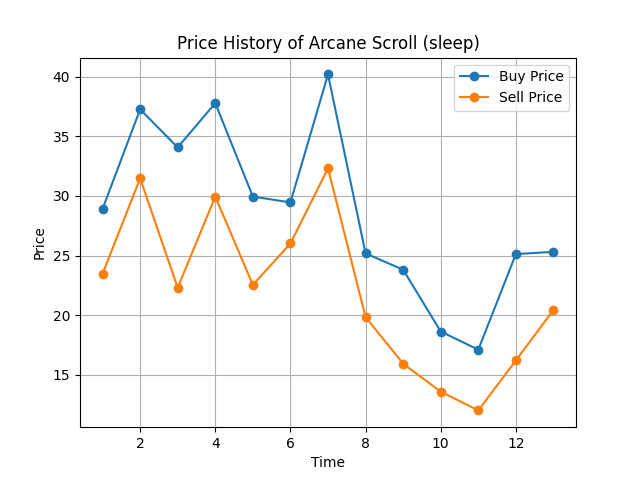 Price History of Arcane Scroll (sleep)
Buy Price
Sell Price
40
35
30
25
20
15
Price
2 4 6 8 10 12
Time